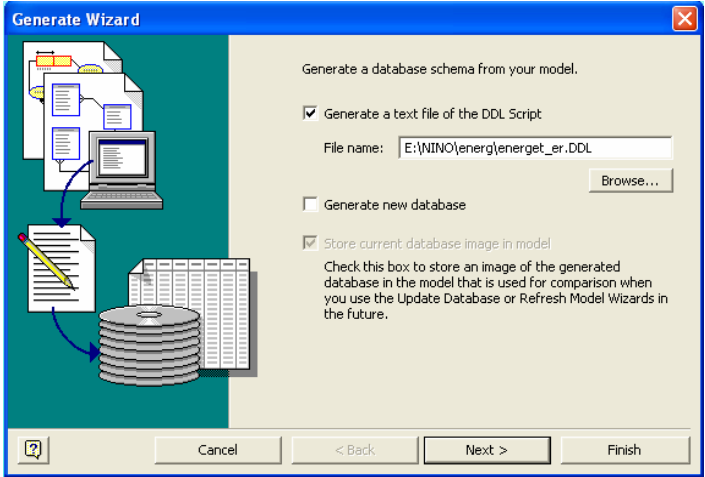 Generate Wizard
Generate a database schema from your model.
Generate a text file of the DDL Script
File name: E:\NINO\energ\energet_er.DDL
Browse...
Generate new database
Store current database image in model
Check this box to store an image of the generated
database in the model that is used for comparison when
you use the Update Database or Refresh Model Wizards in
the future.
Cancel < Back Next > Finish